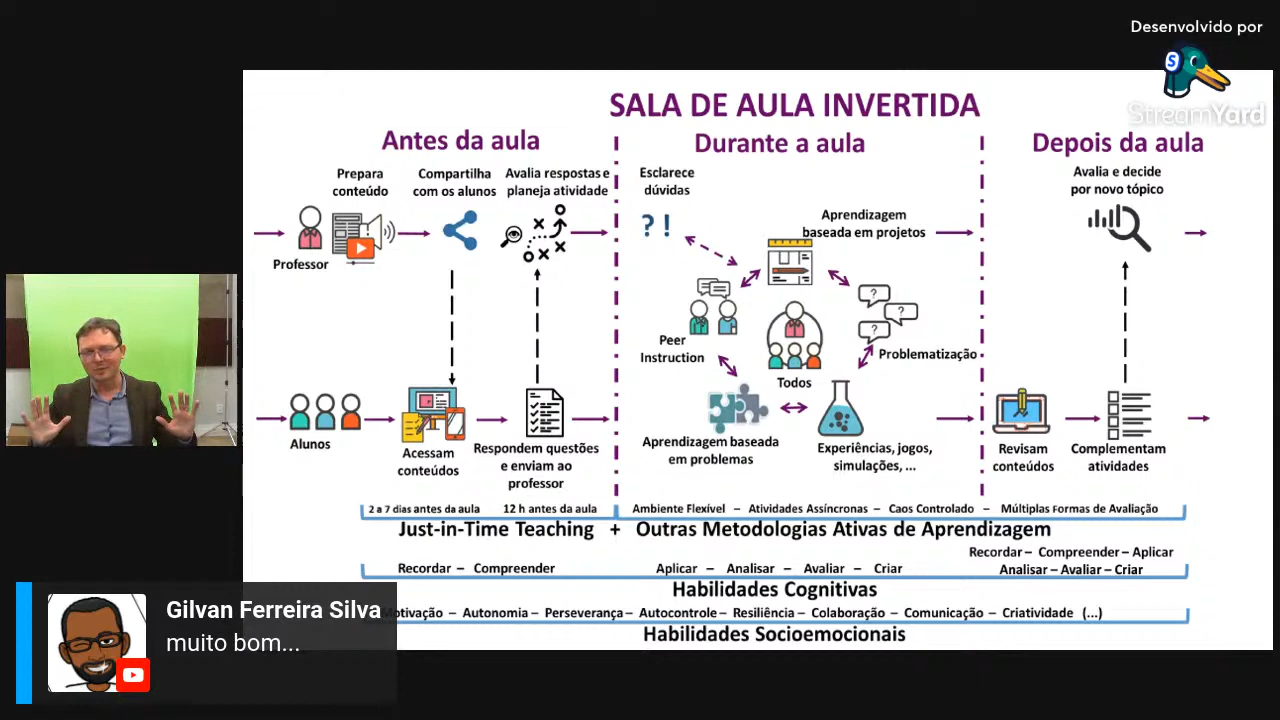 Desenvolvido por
StreamYard
SALA DE AULA INVERTIDA
Antes da aula
Durante a aula
Depois da aula
Prepara
conteúdo
Compartilha
com os alunos
Avalia respostas e
planeja atividade
Esclarece
dúvidas
? !
Aprendizagem
baseada em projetos
Avalia e decide
por novo tópico
Professor
Peer
Instruction
?
?
?
Problematização
Todos
Alunos
Acessam
conteúdos
Respondem questões
e enviam ao
professor
Aprendizagem baseada
em problemas
Experiências, jogos,
simulações, ...
Revisam
conteúdos
Complementam
atividades
2 a 7 dias antes da aula
12 h antes da aula
Ambiente Flexível – Atividades Assíncronas – Caos Controlado – Múltiplas Formas de Avaliação
Just-in-Time Teaching + Outras Metodologias Ativas de Aprendizagem
Recordar – Compreender
Aplicar – Analisar – Avaliar – Criar
Recordar – Compreender – Aplicar
Analisar – Avaliar – Criar
Habilidades Cognitivas
Motivação – Autonomia – Perseverança – Autocontrole – Resiliência – Colaboração – Comunicação – Criatividade (...)
Habilidades Socioemocionais
Gilvan Ferreira Silva
muito bom...